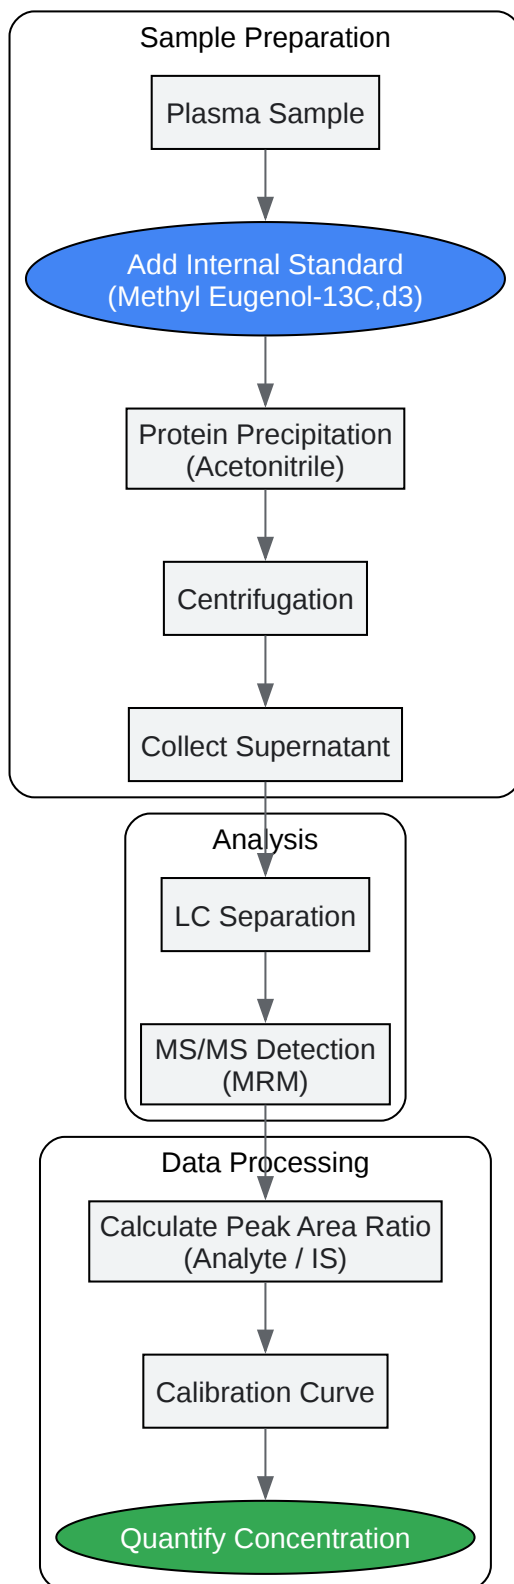 Sample Preparation
Plasma Sample
Add Internal Standard
(Methyl Eugenol-13C,d3)
Protein Precipitation
(Acetonitrile)
Centrifugation
Collect Supernatant
Analysis
LC Separation
MS/MS Detection
(MRM)
Data Processing
Calculate Peak Area Ratio
(Analyte / IS)
Calibration Curve
Quantify Concentration